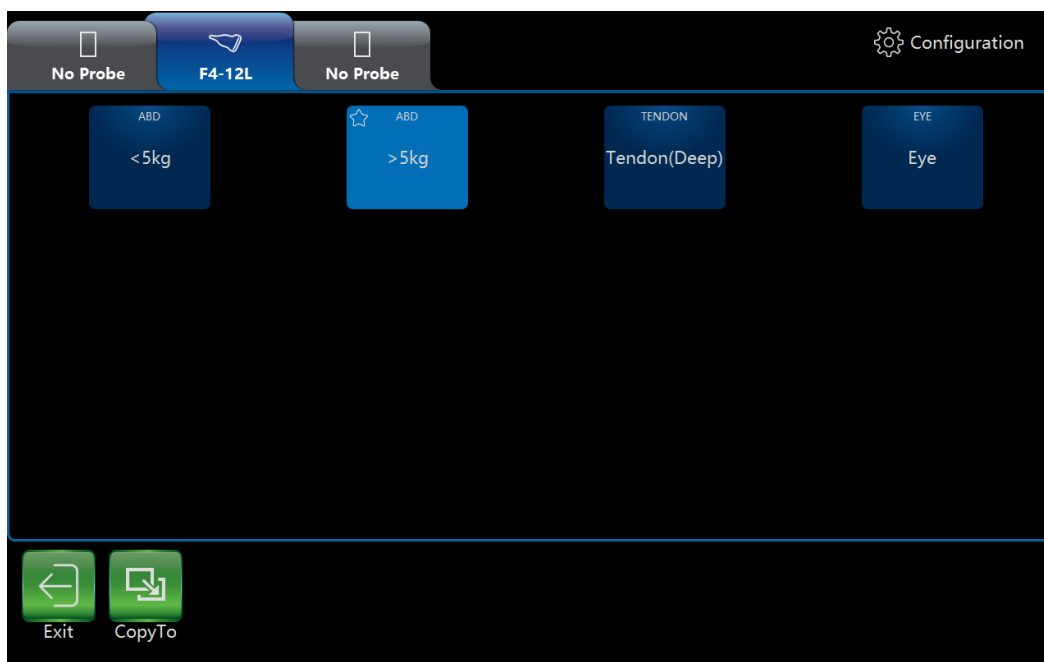 No Probe
F4-12L
No Probe
Configuration
ABD
<5kg
ABD
>5kg
TENDON
Tendon(Deep)
EYE
Eye
Exit
CopyTo